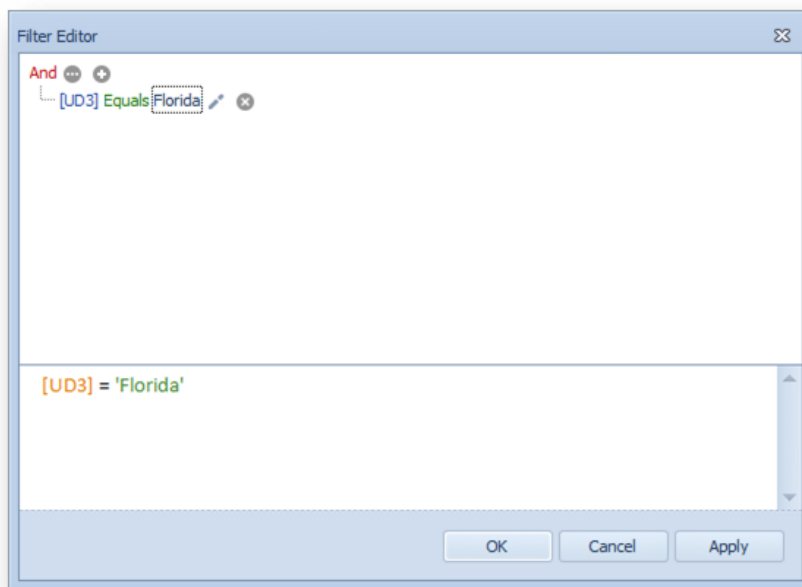 Filter Editor
And
[UD3] Equals Florida
[UD3] = 'Florida'
OK Cancel Apply